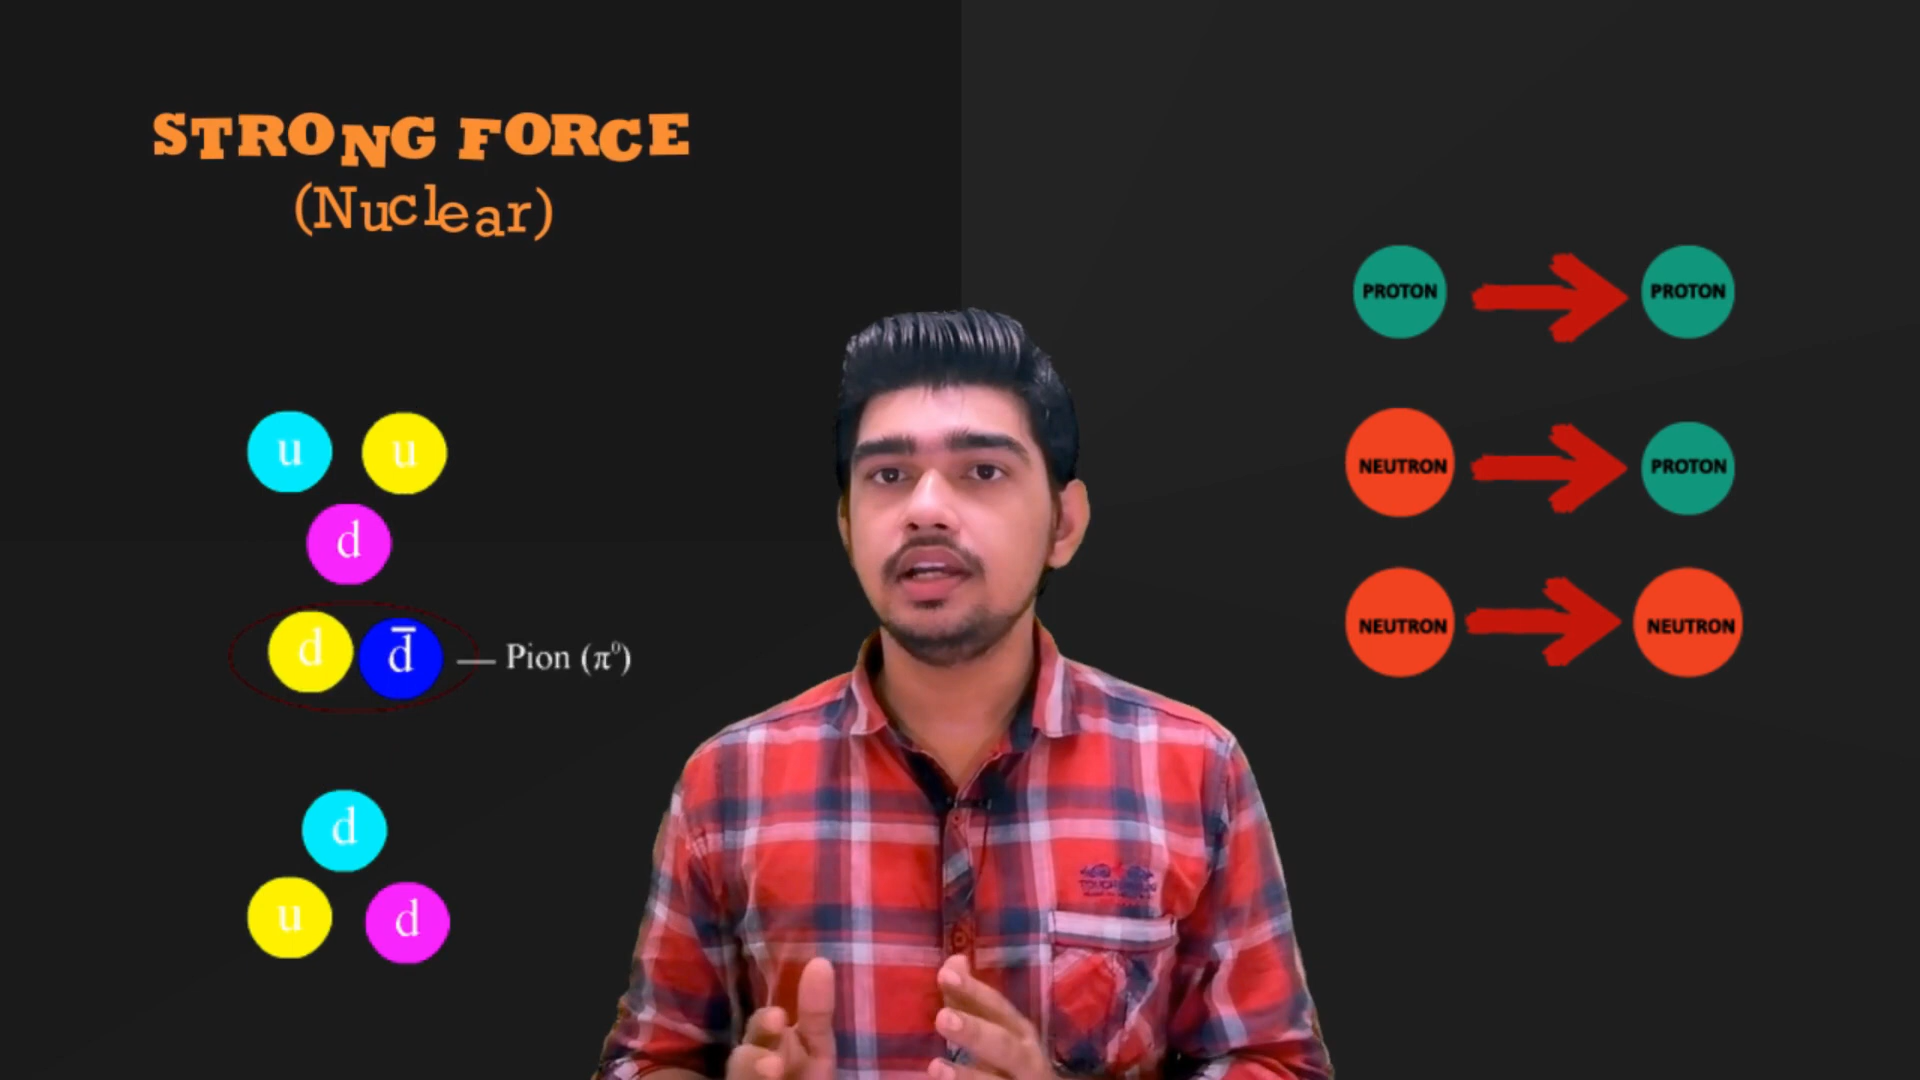 STRONG FORCE
(Nuclear)
u u
d
d d̅ — Pion (π⁰)
d
u d
PROTON PROTON
NEUTRON PROTON
NEUTRON NEUTRON